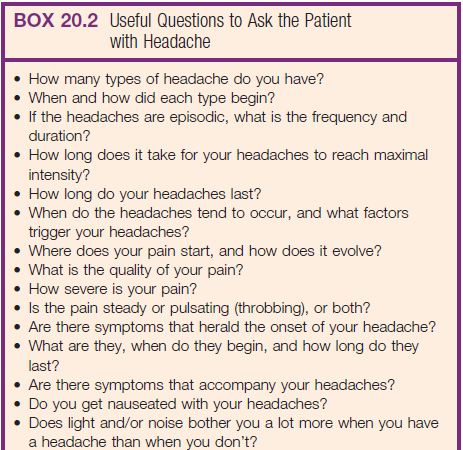 BOX 20.2 Useful Questions to Ask the Patient
with Headache
• How many types of headache do you have?
• When and how did each type begin?
• If the headaches are episodic, what is the frequency and
duration?
• How long does it take for your headaches to reach maximal
intensity?
• How long do your headaches last?
• When do the headaches tend to occur, and what factors
trigger your headaches?
• Where does your pain start, and how does it evolve?
• What is the quality of your pain?
• How severe is your pain?
• Is the pain steady or pulsating (throbbing), or both?
• Are there symptoms that herald the onset of your headache?
• What are they, when do they begin, and how long do they
last?
• Are there symptoms that accompany your headaches?
• Do you get nauseated with your headaches?
• Does light and/or noise bother you a lot more when you have
a headache than when you don't?